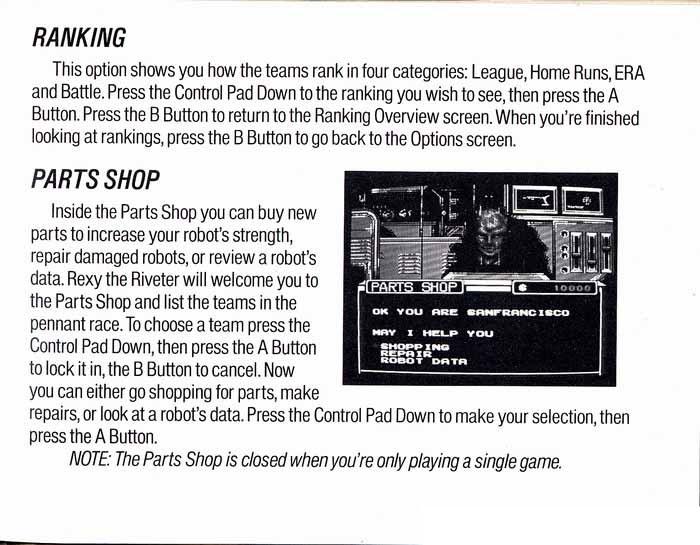 RANKING
This option shows you how the teams rank in four categories: League, Home Runs, ERA
and Battle. Press the Control Pad Down to the ranking you wish to see, then press the A
Button. Press the B Button to return to the Ranking Overview screen. When you're finished
looking at rankings, press the B Button to go back to the Options screen.
PARTS SHOP
Inside the Parts Shop you can buy new
parts to increase your robot's strength,
repair damaged robots, or review a robot's
data. Rexy the Riveter will welcome you to
the Parts Shop and list the teams in the
pennant race. To choose a team press the
Control Pad Down, then press the A Button
to lock it in, the B Button to cancel. Now
you can either go shopping for parts, make
repairs, or look at a robot's data. Press the Control Pad Down to make your selection, then
press the A Button.
NOTE: The Parts Shop is closed when you're only playing a single game.
PARTS SHOP 10000
OK YOU ARE SANFRANCISCO
MAY I HELP YOU
SHOPPING
REPAIR
ROBOT DATA